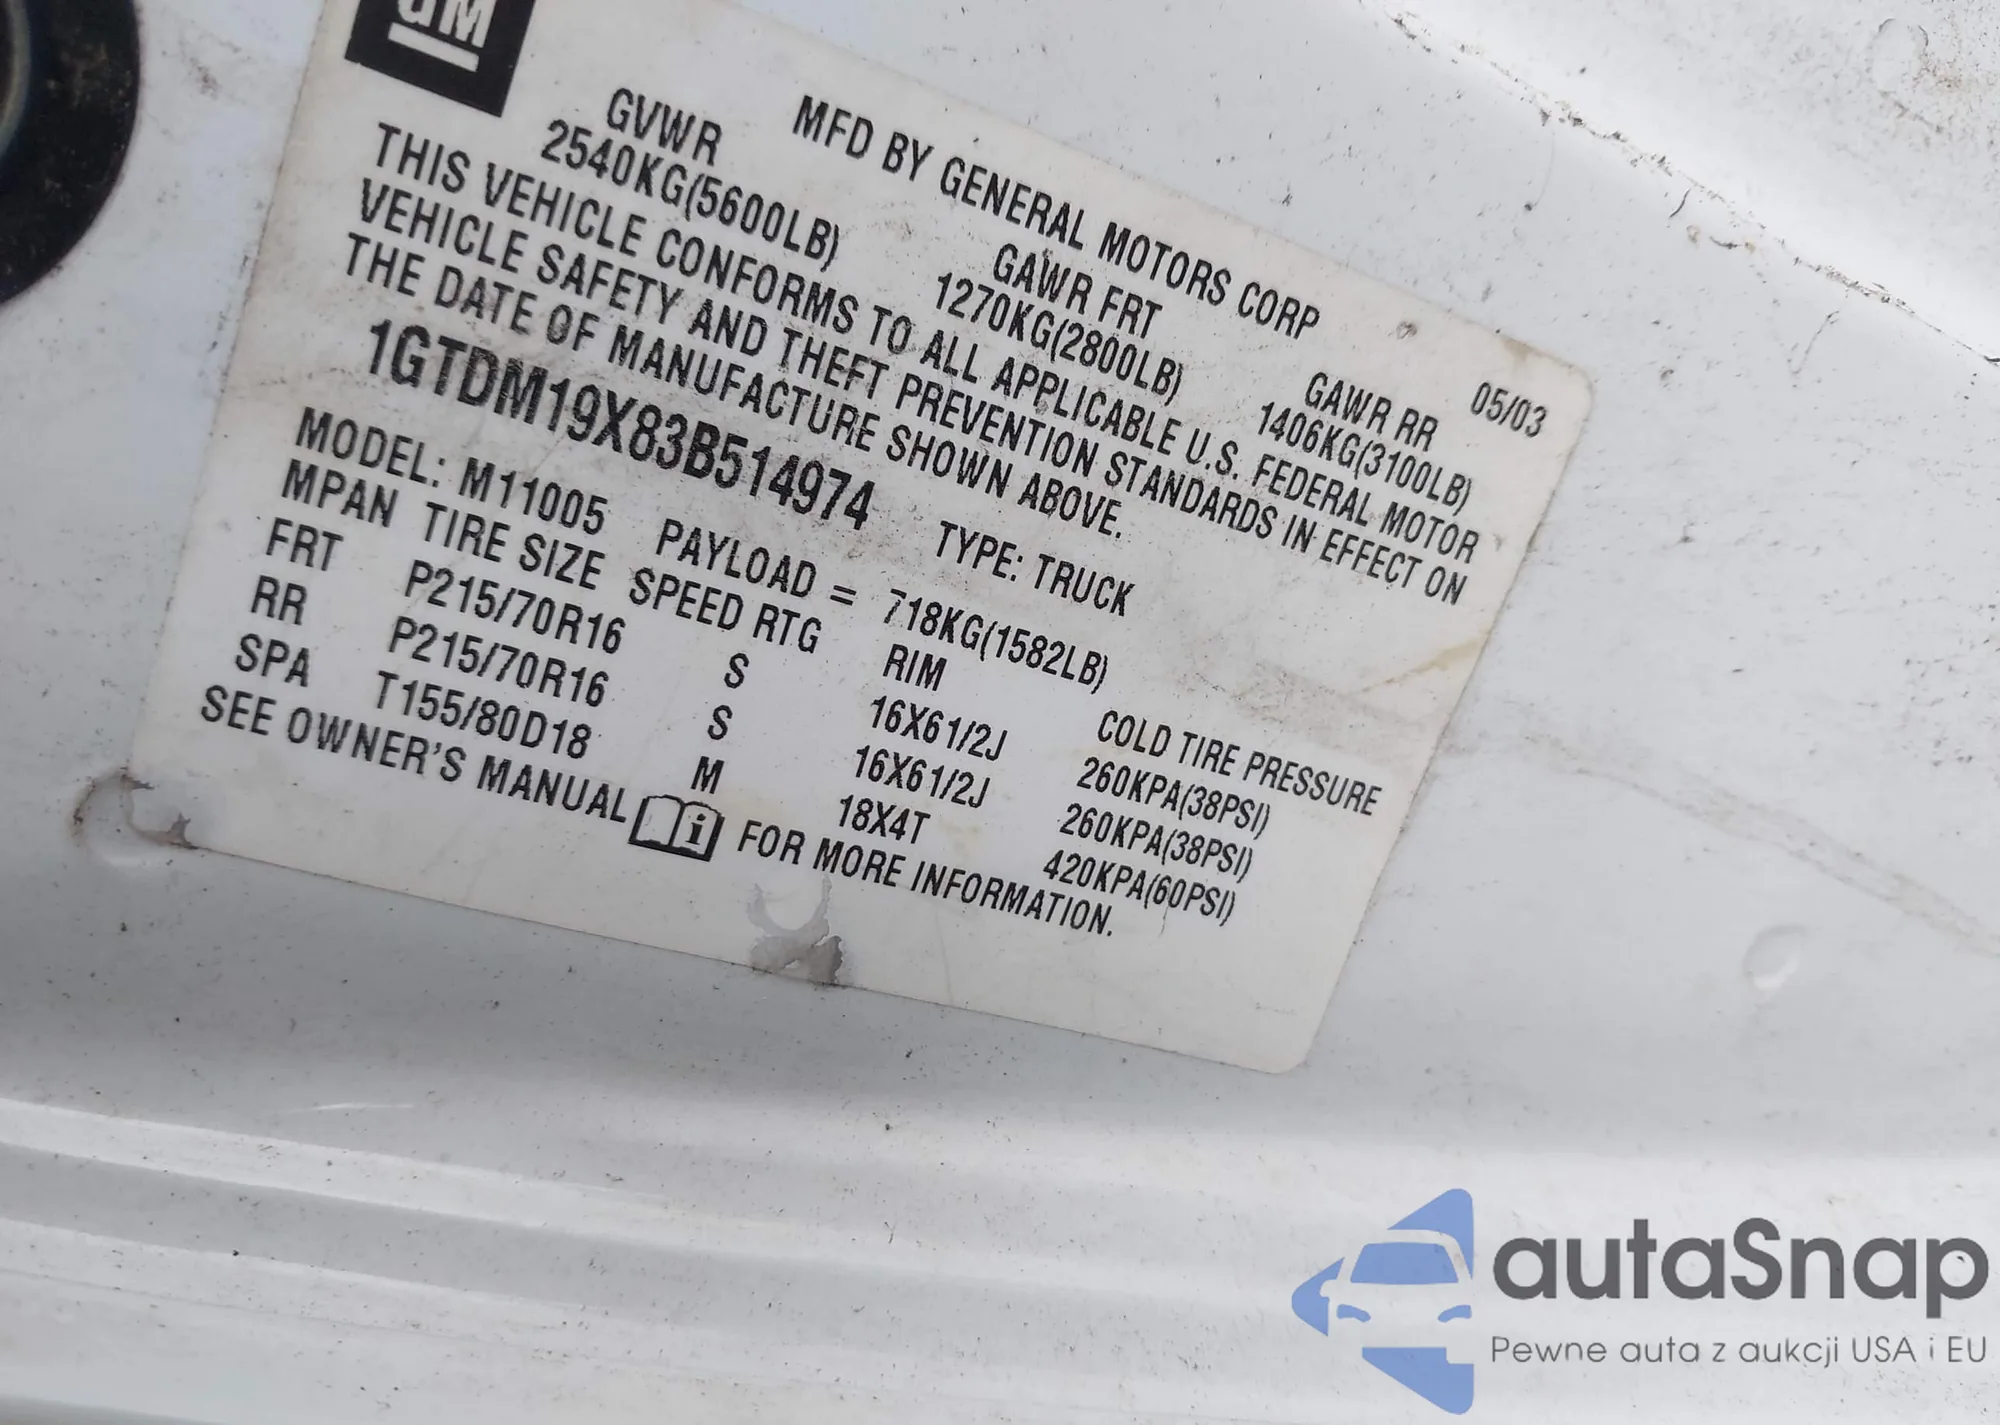 GM
MFD BY GENERAL MOTORS CORP
05/03
GVWR GAWR FRT GAWR RR
2540KG(5600LB) 1270KG(2800LB) 1406KG(3100LB)
THIS VEHICLE CONFORMS TO ALL APPLICABLE U.S. FEDERAL MOTOR
VEHICLE SAFETY AND THEFT PREVENTION STANDARDS IN EFFECT ON
THE DATE OF MANUFACTURE SHOWN ABOVE.
1GTDM19X83B514974 TYPE: TRUCK
MODEL: M11005 PAYLOAD = 718KG(1582LB)
MPAN TIRE SIZE SPEED RTG RIM COLD TIRE PRESSURE
FRT P215/70R16 S 16X61/2J 260KPA(38PSI)
RR P215/70R16 S 16X61/2J 260KPA(38PSI)
SPA T155/80D18 M 18X4T 420KPA(60PSI)
SEE OWNER'S MANUAL i FOR MORE INFORMATION.
autaSnap
Pewne auta z aukcji USA i EU